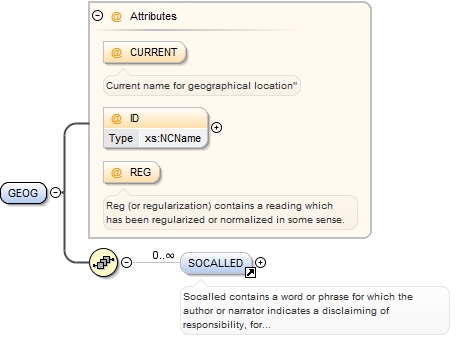 @ Attributes
@ CURRENT
Current name for geographical location"
@ ID
Type xs:NCName
@ REG
Reg (or regularization) contains a reading which
has been regularized or normalized in some sense.
GEOG
0..∞
SOCALLED
Socalled contains a word or phrase for which the
author or narrator indicates a disclaiming of
responsibility, for...